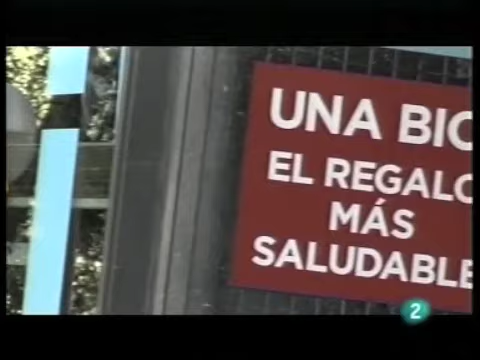 UNA BIC
EL REGALO
MÁS
SALUDABLE
2